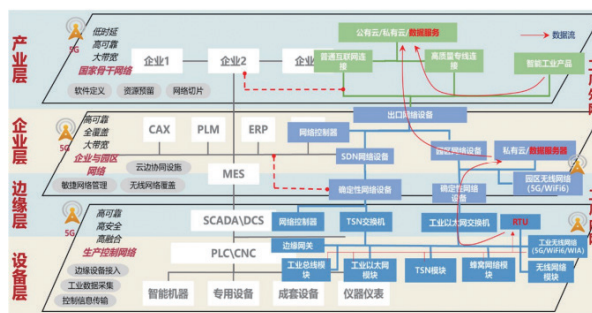 数据流
产业层
5G
低时延
高可靠
大带宽
国家骨干网络
软件定义
资源预留
网络切片
企业1
企业2
公有云/私有云/数据服务
普通互联网连接
高质量专线连接
智能工业产品
出口网络设备
企业层
5G
高可靠
全覆盖
大带宽
企业与园区网络
云边协同设施
敏捷网络管理
无线网络覆盖
CAX
PLM
ERP
MES
网络控制器
SDN网络设备
私有云/数据服务器
园区无线网络
(5G/WiFi6)
确定性网络设备
确定性网络设备
边缘层
设备层
5G
高可靠
高安全
高融合
生产控制网络
边缘设备接入
工业数据采集
控制信息传输
SCADA\DCS
PLC\CNC
智能机器
专用设备
成套设备
仪器仪表
网络控制器
TSN交换机
工业以太网交换机
RTU
边缘网关
工业无线网络
(5G/WiFi6/WIA)
工业总线模块
工业以太网模块
TSN模块
蜂窝网络模块
无线网络模块